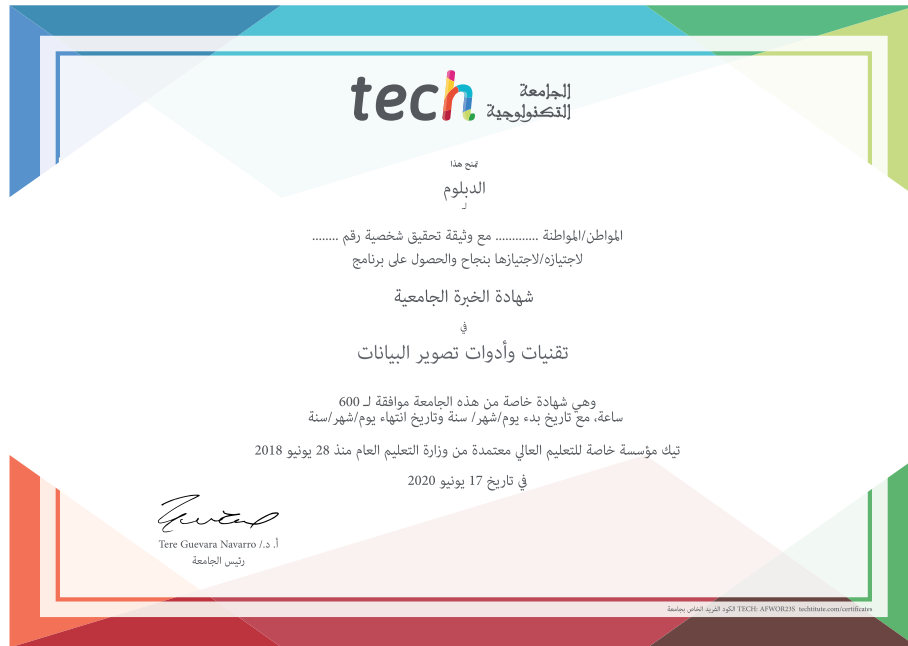 tech الجامعة
التكنولوجية
تمنح هذا
الدبلوم
لـ
المواطن/المواطنة ............. مع وثيقة تحقيق شخصية رقم ........
لاجتيازه/لاجتيازها بنجاح والحصول على برنامج
شهادة الخبرة الجامعية
في
تقنيات وأدوات تصوير البيانات
وهي شهادة خاصة من هذه الجامعة موافقة لـ 600
ساعة، مع تاريخ بدء يوم/شهر/ سنة وتاريخ انتهاء يوم/شهر/سنة
تيك مؤسسة خاصة للتعليم العالي معتمدة من وزارة التعليم العام منذ 28 يونيو 2018
في تاريخ 17 يونيو 2020
أ. د./ Tere Guevara Navarro
رئيس الجامعة
الكود الفريد الخاص بجامعة TECH: AFWOR23S techtitute.com/certificates